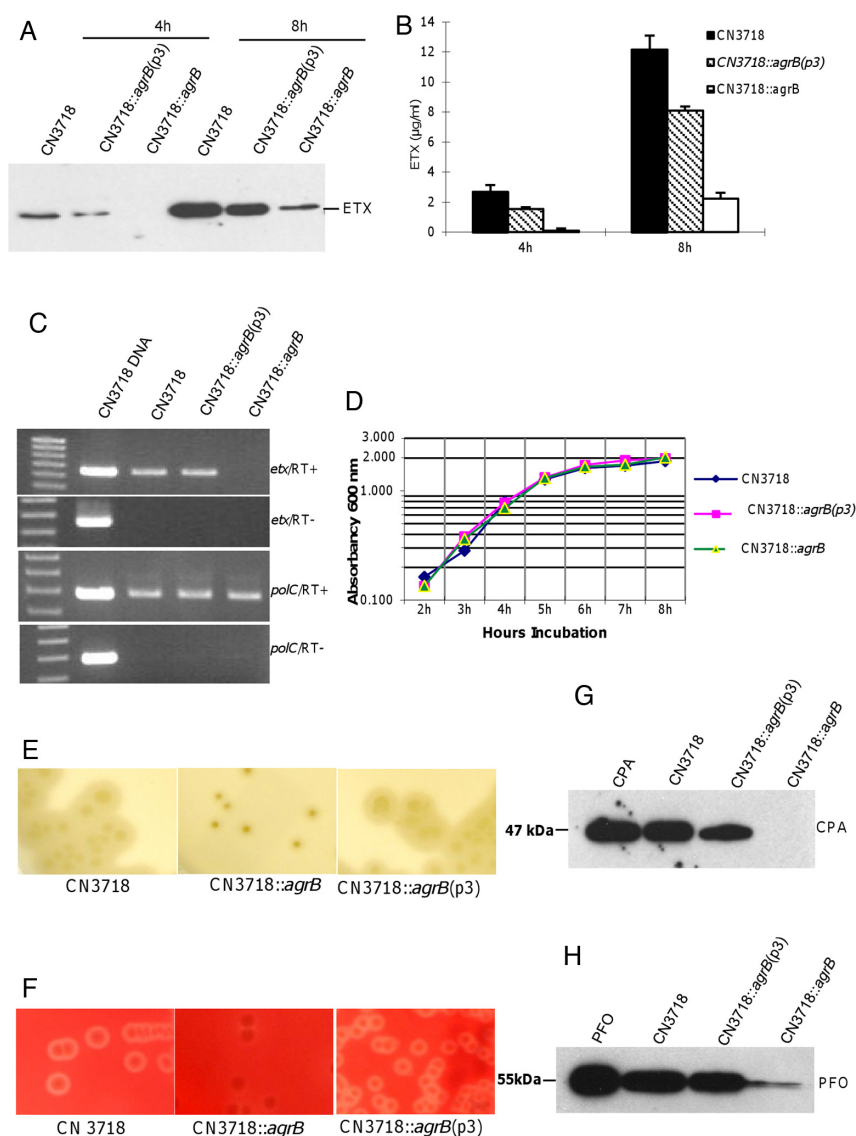 A
4h
8h
CN3718
CN3718::agrB(p3)
CN3718::agrB
CN3718
CN3718::agrB(p3)
CN3718::agrB
ETX
B
ETX (µg/ml)
14
12
10
8
6
4
2
0
4h
8h
CN3718
CN3718::agrB(p3)
CN3718::agrB
C
CN3718 DNA
CN3718
CN3718::agrB(p3)
CN3718::agrB
etx/RT+
etx/RT-
polC/RT+
polC/RT-
D
Absorbancy 600 nm
3.000
2.000
1.000
0.100
2h
3h
4h
5h
6h
7h
8h
Hours Incubation
CN3718
CN3718::agrB(p3)
CN3718::agrB
E
CN3718
CN3718::agrB
CN3718::agrB(p3)
F
CN 3718
CN3718::agrB
CN3718::agrB(p3)
G
CPA
CN3718
CN3718::agrB(p3)
CN3718::agrB
47 kDa
CPA
H
PFO
CN3718
CN3718::agrB(p3)
CN3718::agrB
55kDa
PFO